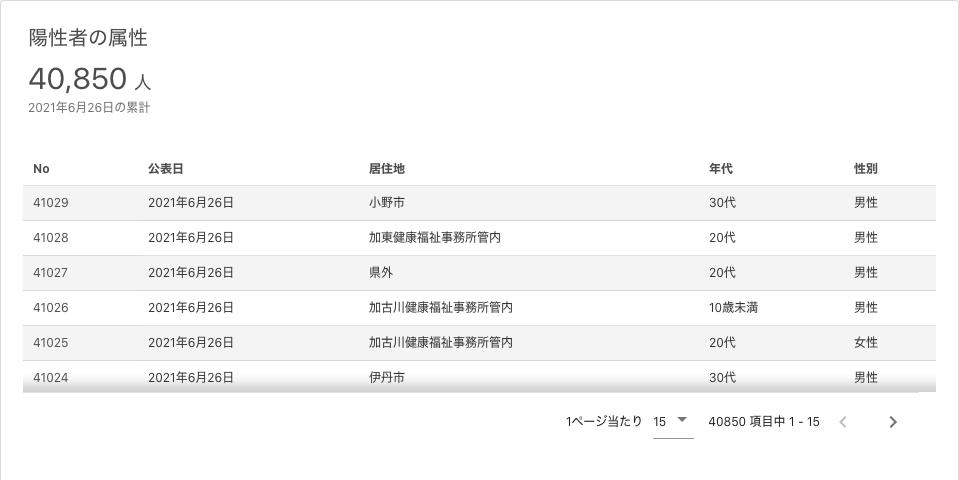 陽性者の属性
40,850 人
2021年6月26日の累計
No 公表日 居住地 年代 性別
41029 2021年6月26日 小野市 30代 男性
41028 2021年6月26日 加東健康福祉事務所管内 20代 男性
41027 2021年6月26日 県外 20代 男性
41026 2021年6月26日 加古川健康福祉事務所管内 10歳未満 男性
41025 2021年6月26日 加古川健康福祉事務所管内 20代 女性
41024 2021年6月26日 伊丹市 30代 男性
1ページ当たり 15 40850 項目中 1 - 15